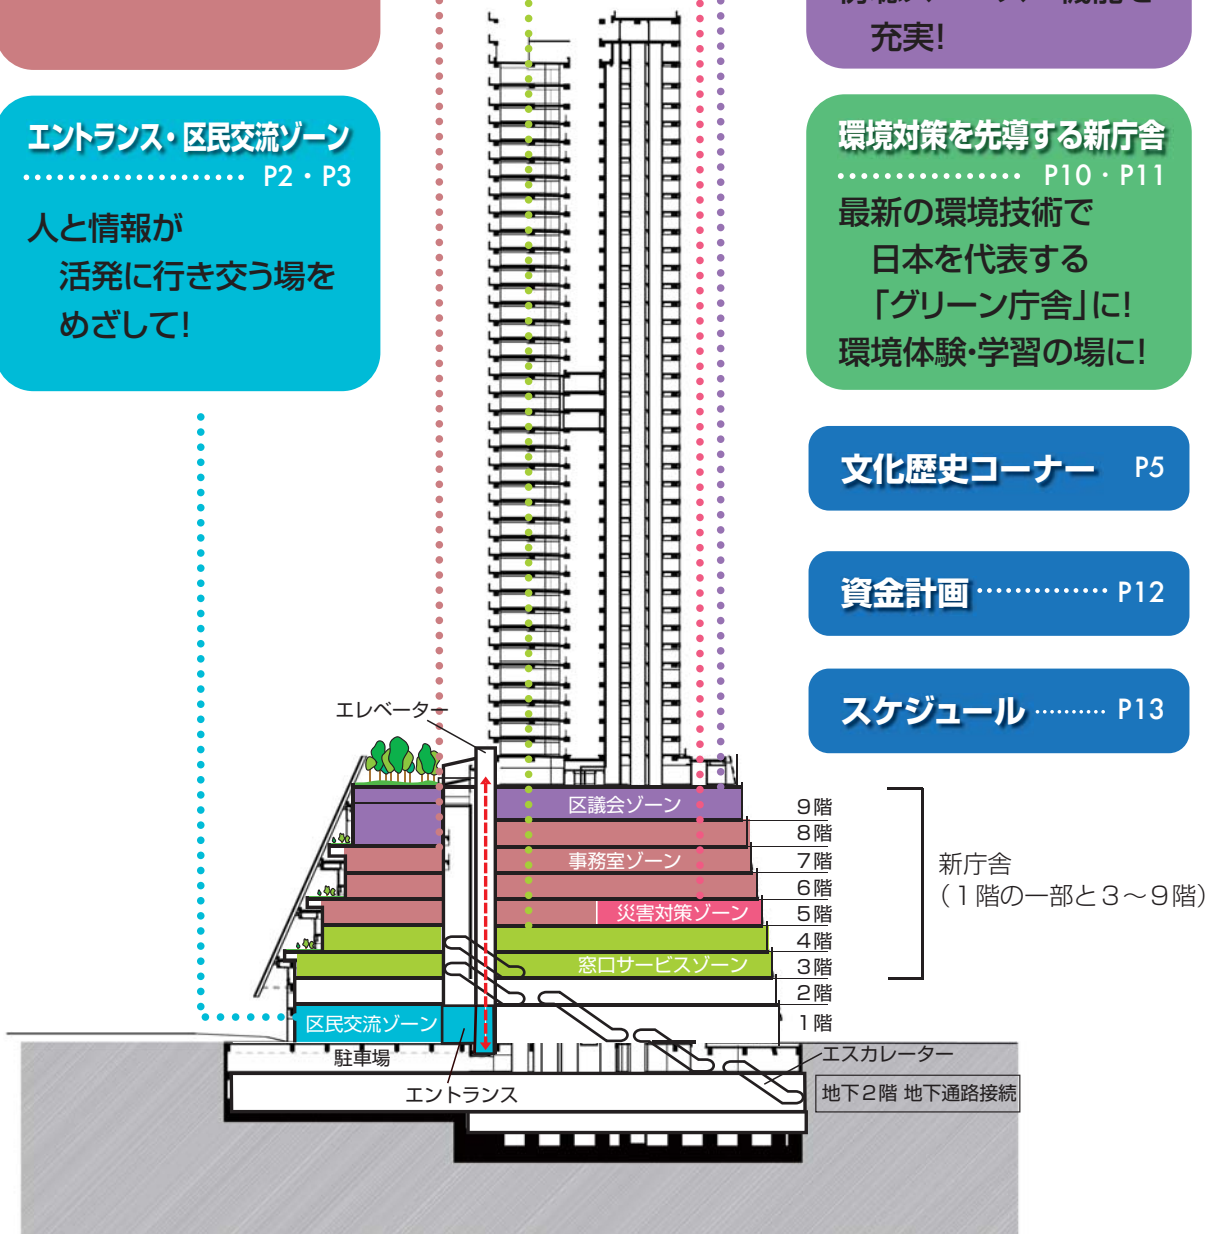 充実!
エントランス・区民交流ゾーン
………………… P2・P3
人と情報が
活発に行き交う場を
めざして!
環境対策を先導する新庁舎
……………… P10・P11
最新の環境技術で
日本を代表する
「グリーン庁舎」に!
環境体験・学習の場に!
文化歴史コーナー P5
資金計画 …………… P12
スケジュール ……… P13
エレベーター
区議会ゾーン
9階
8階
事務室ゾーン
7階
6階
災害対策ゾーン
5階
4階
窓口サービスゾーン
3階
2階
区民交流ゾーン
1階
新庁舎
(1階の一部と3~9階)
駐車場
エスカレーター
エントランス
地下2階 地下通路接続